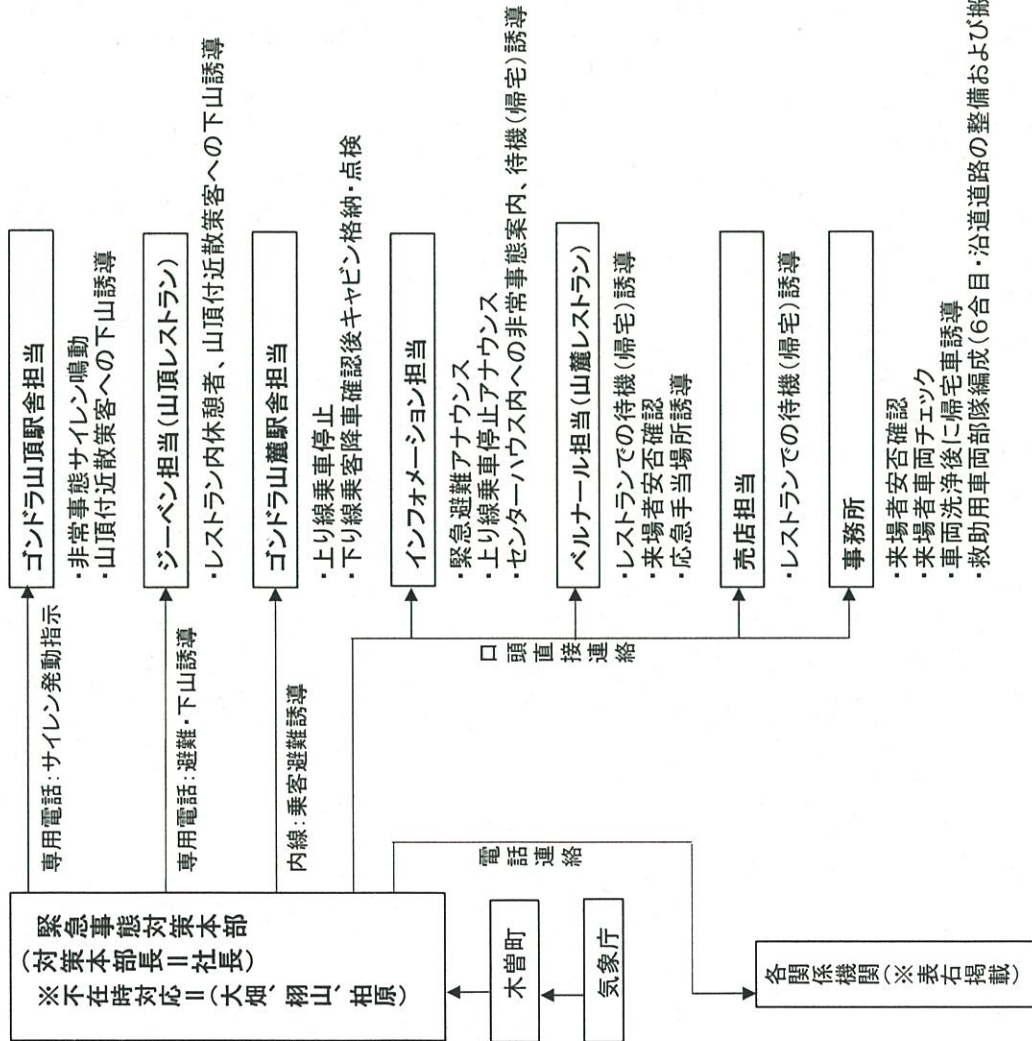 緊急事態対策本部
(対策本部長=社長)
※不在時対応=(大畑、栩山、柏原)
木曽町
気象庁
各関係機関(※表右掲載)
専用電話:サイレン発動指示
専用電話:避難・下山誘導
内線:乗客避難誘導
口頭直接連絡
電話連絡
ゴンドラ山頂駅舎担当
・非常事態サイレン鳴動
・山頂付近散策客への下山誘導
ジーベン担当(山頂レストラン)
・レストラン内休憩者、山頂付近散策客への下山誘導
ゴンドラ山麓駅舎担当
・上り線乗車停止
・下り線乗客降車確認後キャビン格納・点検
インフォメーション担当
・緊急避難アナウンス
・上り線乗車停止アナウンス
・センターハウス内への非常事態案内、待機(帰宅)誘導
ベルナール担当(山麓レストラン)
・レストランでの待機(帰宅)誘導
・来場者安否確認
・応急手当場所誘導
売店担当
・レストランでの待機(帰宅)誘導
事務所
・来場者安否確認
・来場者車両チェック
・車両洗浄後に帰宅車誘導
・救助用車両部隊編成(6合目・沿道道路の整備および搬